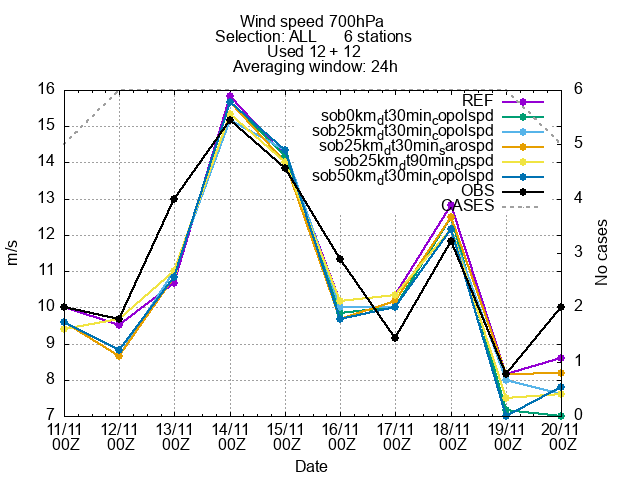 Wind speed 700hPa
Selection: ALL 6 stations
Used 12 + 12
Averaging window: 24h
16
15
14
13
12
11
10
9
8
7
m/s
6
5
4
3
2
1
0
No cases
REF
sob0km_dt30min_copolspd
sob25km_dt30min_copolspd
sob25km_dt30min_sarospd
sob25km_dt90min_cpspd
sob50km_dt30min_copolspd
OBS
CASES
11/11 12/11 13/11 14/11 15/11 16/11 17/11 18/11 19/11 20/11
00Z 00Z 00Z 00Z 00Z 00Z 00Z 00Z 00Z 00Z
Date